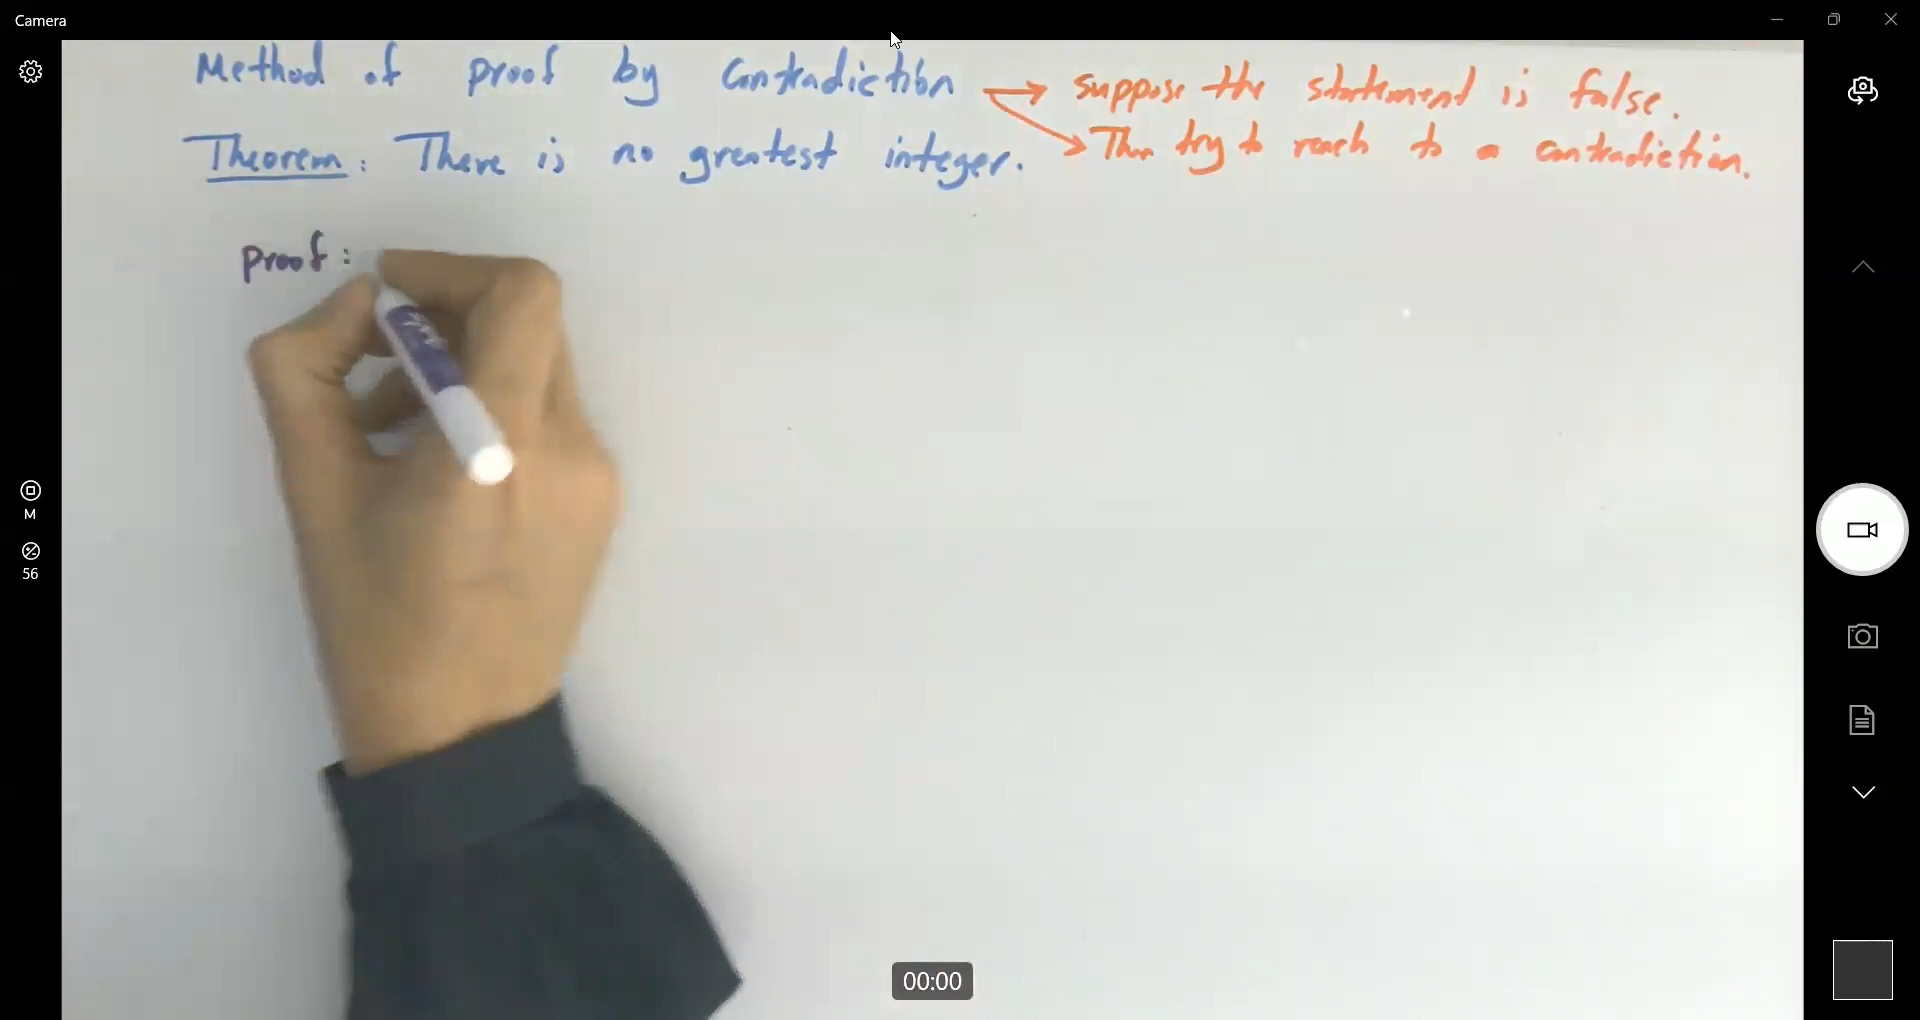 Camera
Method of proof by Contradiction → suppose the statement is false.
Theorem: There is no greatest integer. → Then try to reach to a contradiction.
proof:
M
56
00:00